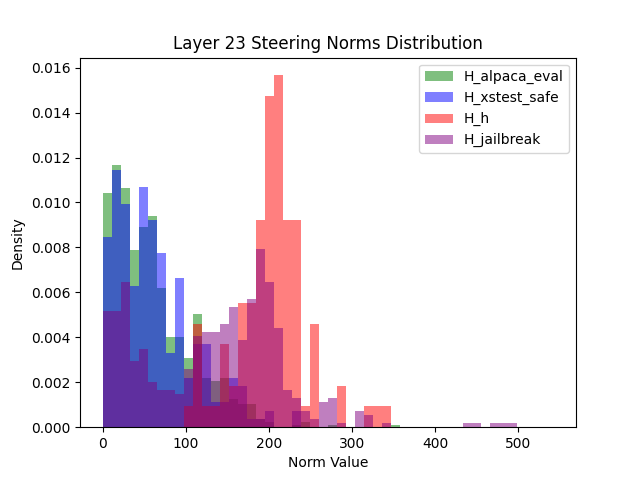 Layer 23 Steering Norms Distribution
0.016
0.014
0.012
0.010
0.008
0.006
0.004
0.002
0.000
Density
H_alpaca_eval
H_xstest_safe
H_h
H_jailbreak
0
100
200
300
400
500
Norm Value